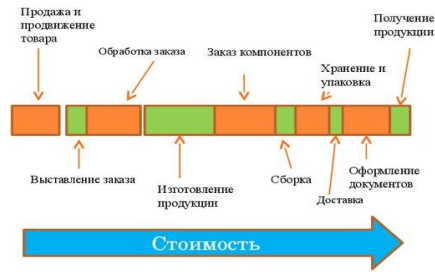 Продажа и
продвижение
товара
Обработка заказа
Заказ компонентов
Хранение и
упаковка
Получение
продукции
Выставление заказа
Изготовление
продукции
Сборка
Доставка
Оформление
документов
Стоимость